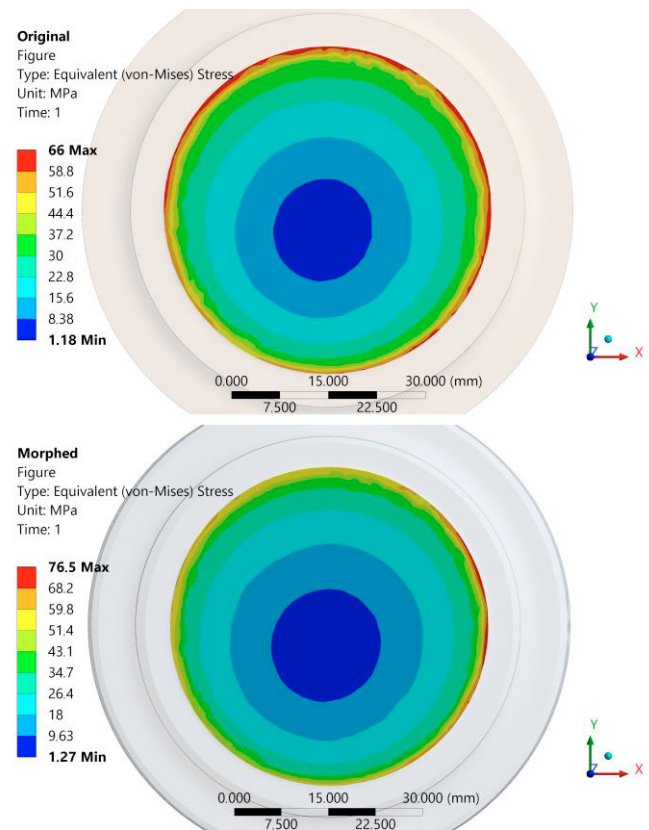 Original
Figure
Type: Equivalent (von-Mises) Stress
Unit: MPa
Time: 1
66 Max
58.8
51.6
44.4
37.2
30
22.8
15.6
8.38
1.18 Min
Y
Z
X
0.000 15.000 30.000 (mm)
7.500 22.500
Morphed
Figure
Type: Equivalent (von-Mises) Stress
Unit: MPa
Time: 1
76.5 Max
68.2
59.8
51.4
43.1
34.7
26.4
18
9.63
1.27 Min
Y
Z
X
0.000 15.000 30.000 (mm)
7.500 22.500